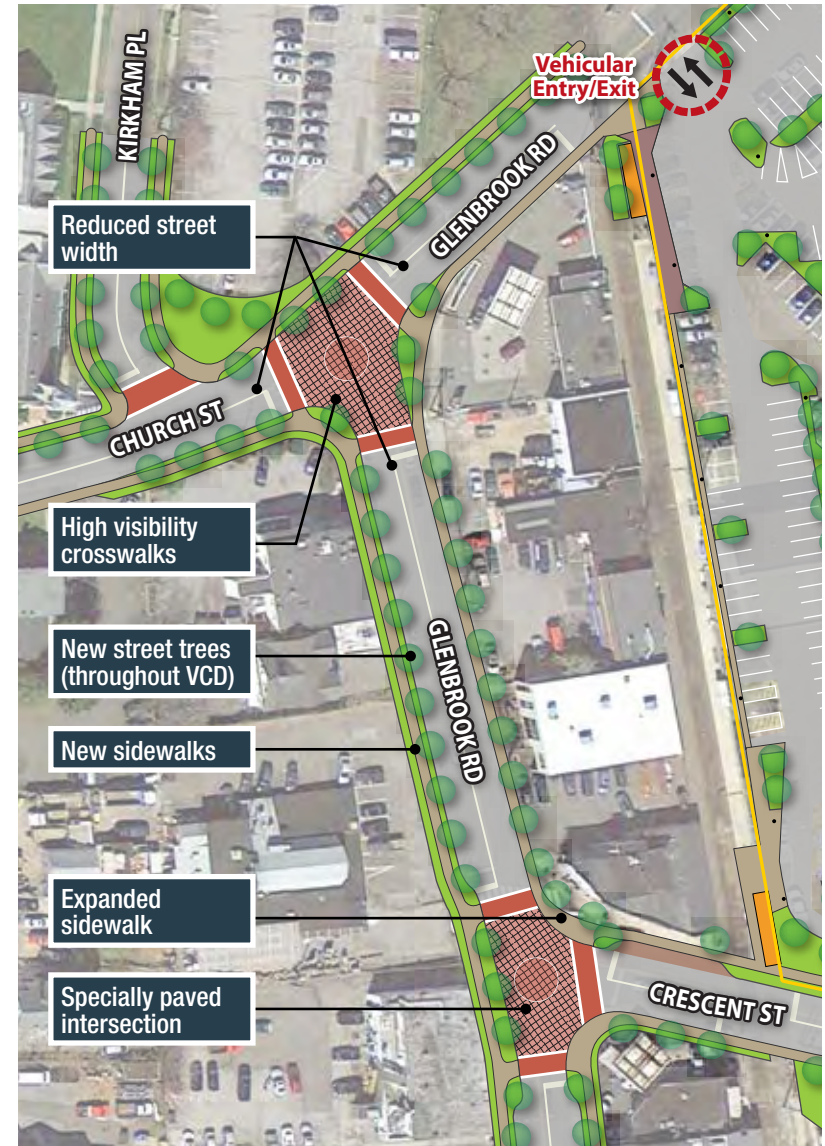 KIRKHAM PL
Vehicular
Entry/Exit
GLENBROOK RD
Reduced street
width
CHURCH ST
High visibility
crosswalks
New street trees
(throughout VCD)
GLENBROOK RD
New sidewalks
Expanded
sidewalk
Specially paved
intersection
CRESCENT ST